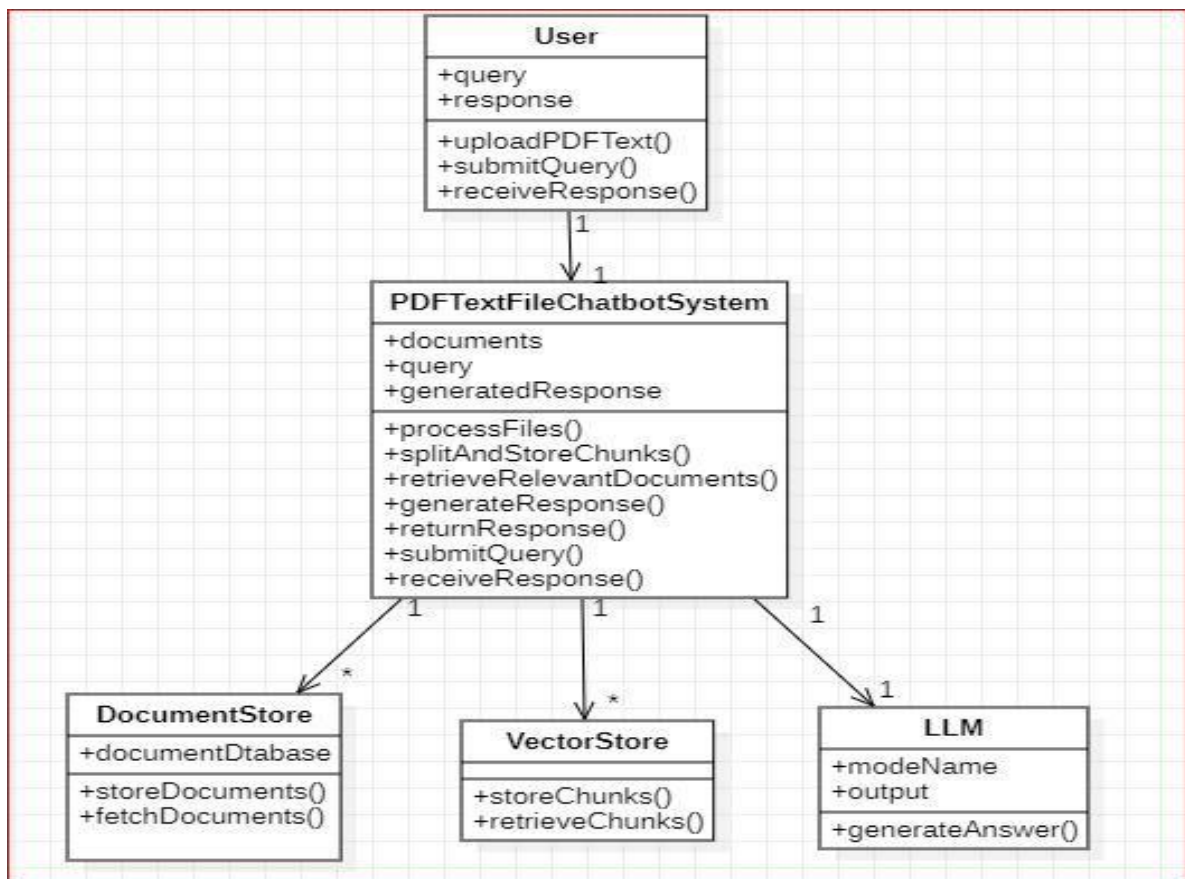 User
+query
+response
+uploadPDFText()
+submitQuery()
+receiveResponse()
1
1
PDFTextFileChatbotSystem
+documents
+query
+generatedResponse
+processFiles()
+splitAndStoreChunks()
+retrieveRelevantDocuments()
+generateResponse()
+returnResponse()
+submitQuery()
+receiveResponse()
1
1
1
*
*
1
DocumentStore
+documentDtabase
+storeDocuments()
+fetchDocuments()
VectorStore
+storeChunks()
+retrieveChunks()
LLM
+modeName
+output
+generateAnswer()